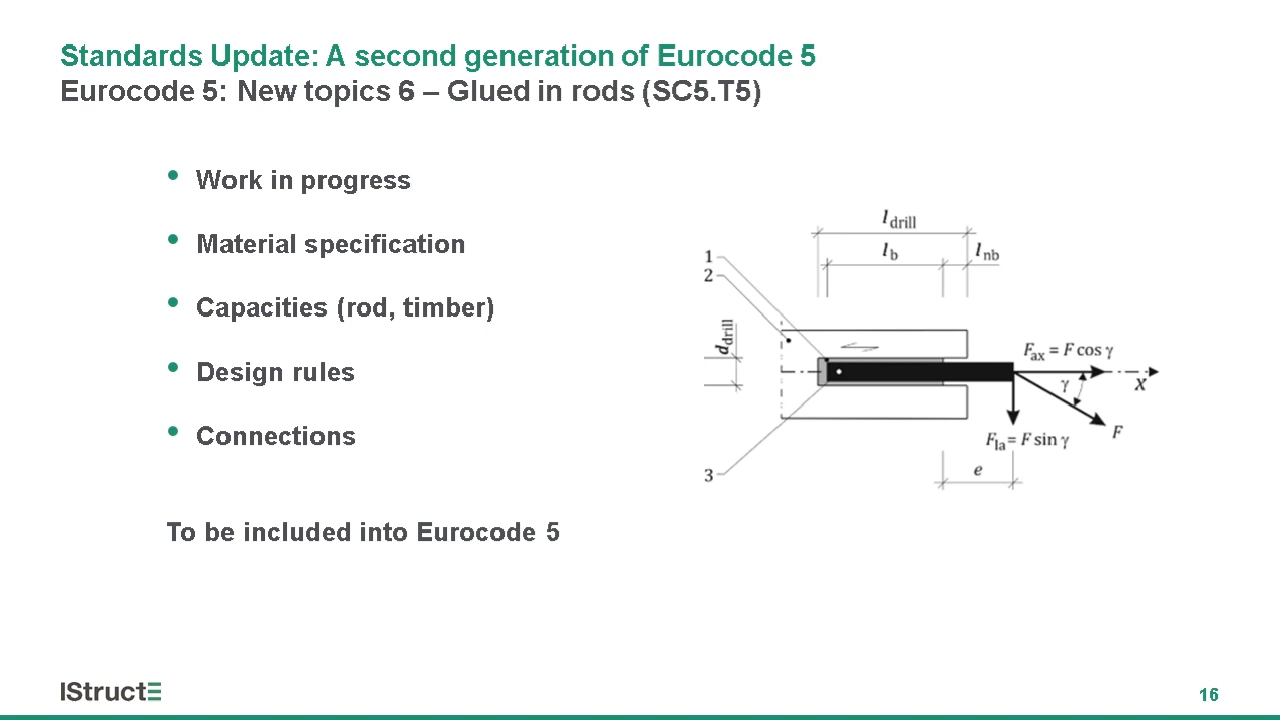 Standards Update: A second generation of Eurocode 5
Eurocode 5: New topics 6 – Glued in rods (SC5.T5)
• Work in progress
• Material specification
• Capacities (rod, timber)
• Design rules
• Connections
To be included into Eurocode 5
l drill
l b
l nb
1
2
d drill
F ax = F cos γ
γ
x
F
F la = F sin γ
e
3
IStructE
16